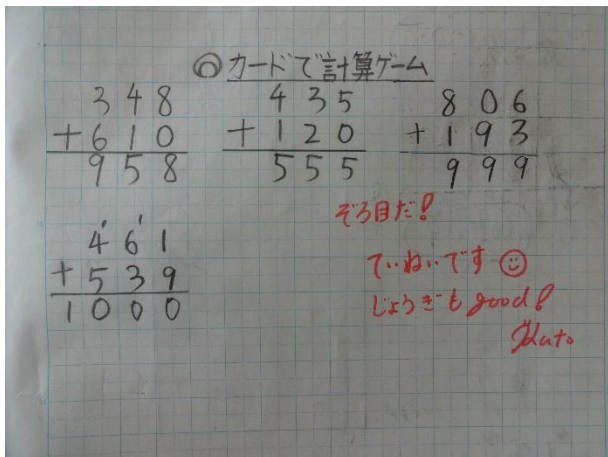 ◎カードで計算ゲーム
348
+610
958
435
+120
555
806
+193
999
461
+539
1000
ぞろ目だ!
ていねいです
じょうぎもgood!
Kato